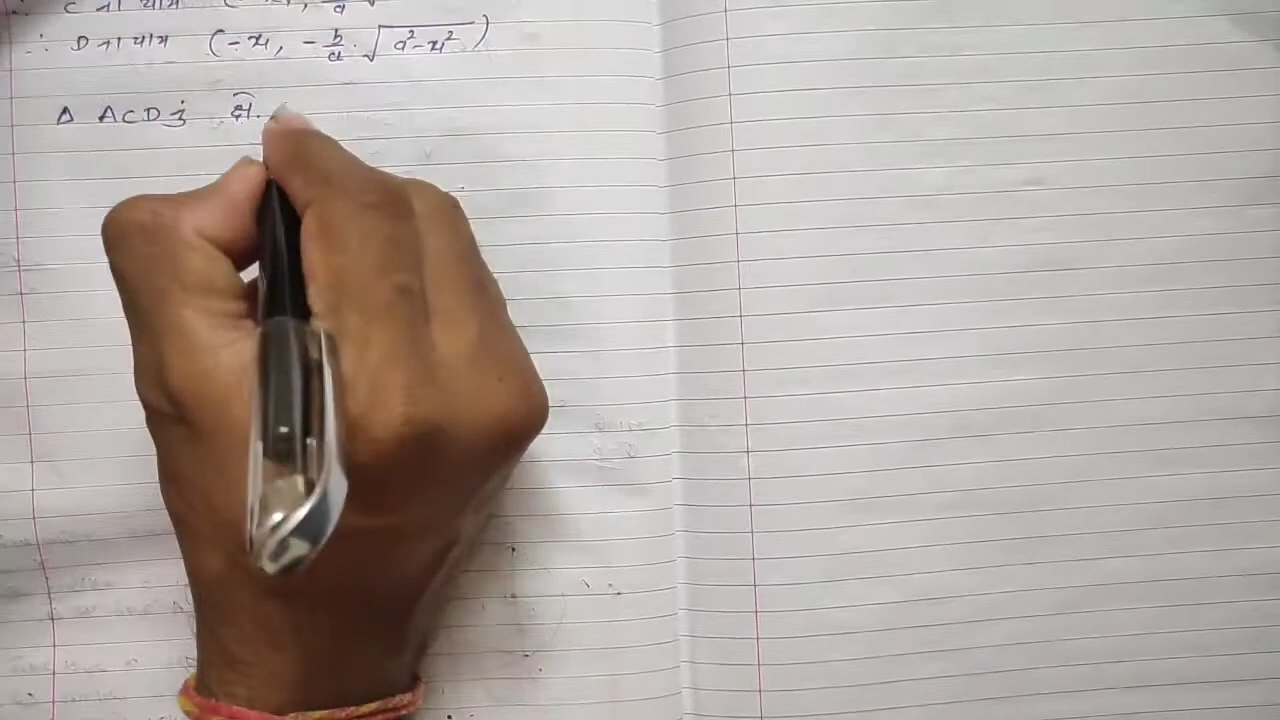 ∴ D ના યામ (-x₁, -b/a · √(a²-x₁²))
Δ ACD નું ક્ષે.